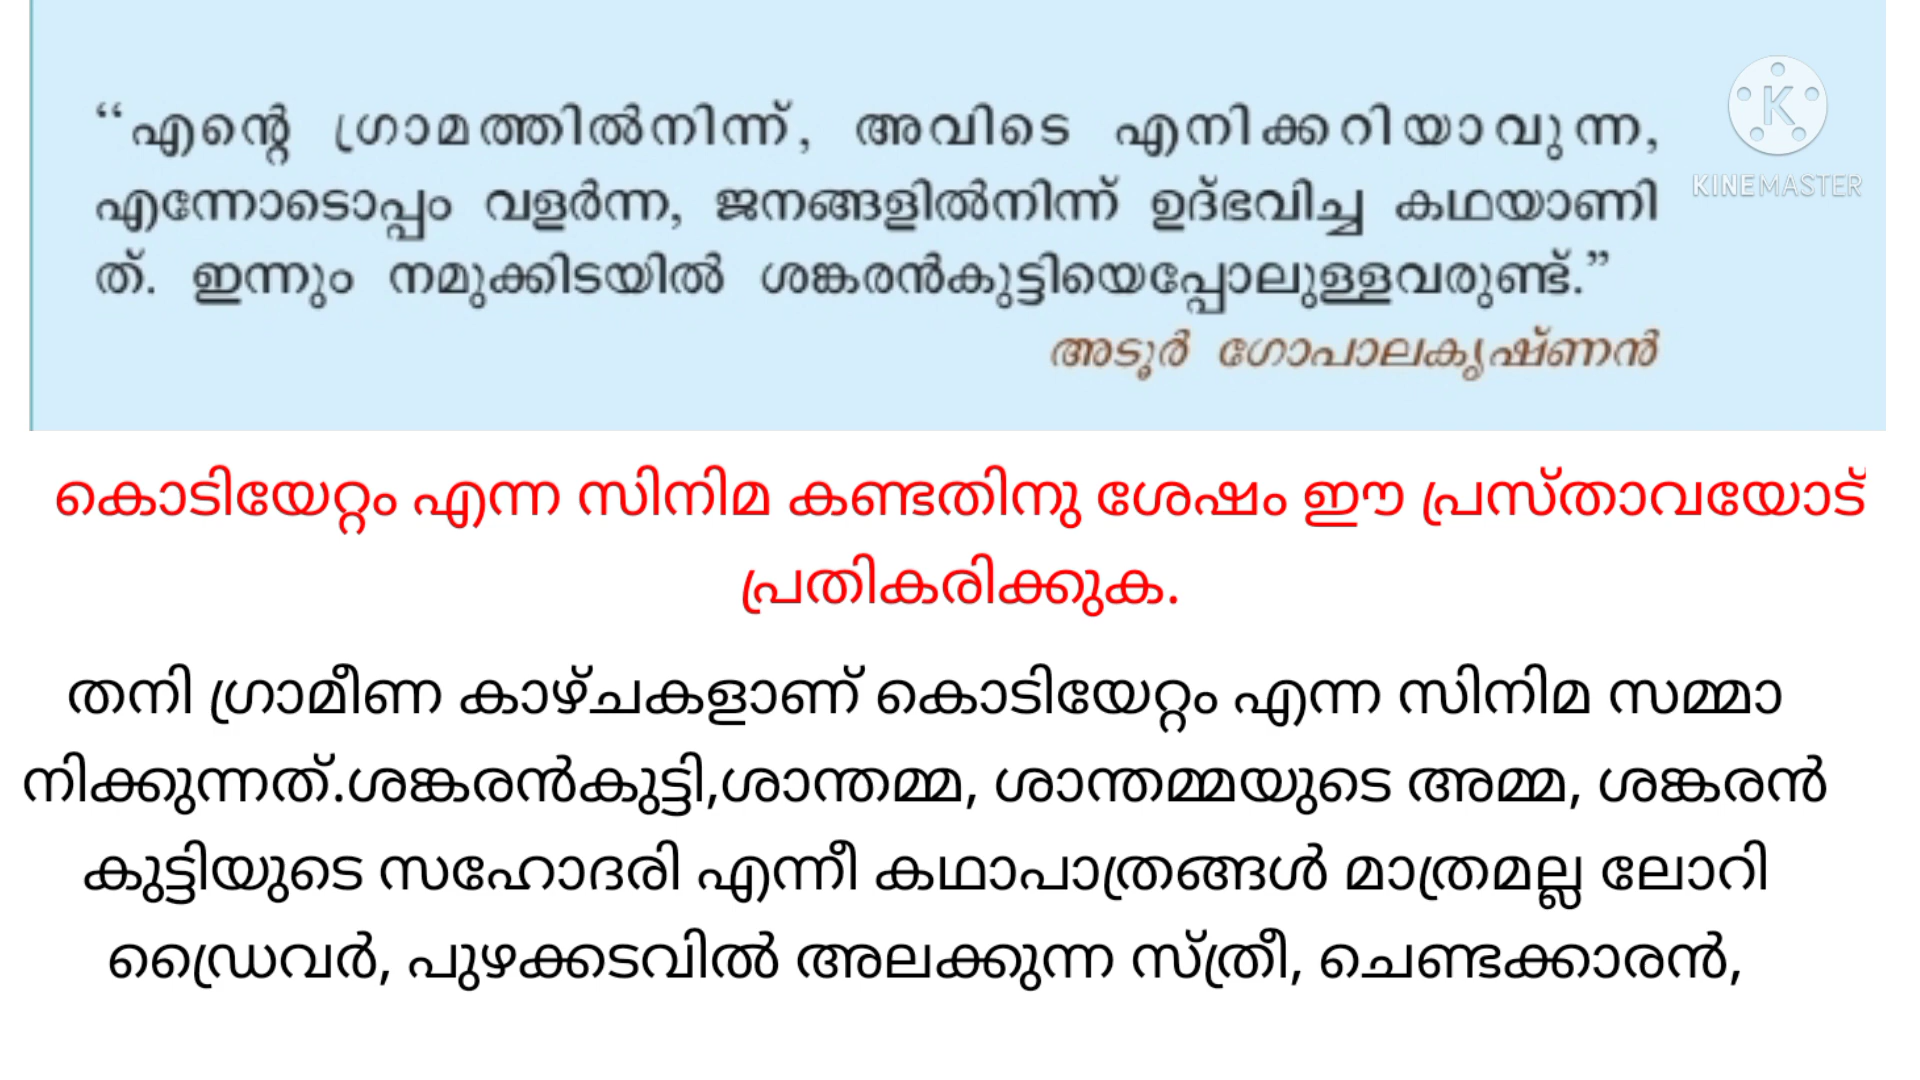 “എന്റെ ഗ്രാമത്തിൽനിന്ന്, അവിടെ എനിക്കറിയാവുന്ന,
എന്നോടൊപ്പം വളർന്ന, ജനങ്ങളിൽനിന്ന് ഉദ്ഭവിച്ച കഥയാണി
ത്. ഇന്നും നമുക്കിടയിൽ ശങ്കരൻകുട്ടിയെപ്പോലുള്ളവരുണ്ട്.”
അടൂർ ഗോപാലകൃഷ്ണൻ
KINEMASTER
കൊടിയേറ്റം എന്ന സിനിമ കണ്ടതിനു ശേഷം ഈ പ്രസ്താവയോട്
പ്രതികരിക്കുക.
തനി ഗ്രാമീണ കാഴ്ചകളാണ് കൊടിയേറ്റം എന്ന സിനിമ സമ്മാ
നിക്കുന്നത്.ശങ്കരൻകുട്ടി,ശാന്തമ്മ, ശാന്തമ്മയുടെ അമ്മ, ശങ്കരൻ
കുട്ടിയുടെ സഹോദരി എന്നീ കഥാപാത്രങ്ങൾ മാത്രമല്ല ലോറി
ഡ്രൈവർ, പുഴക്കടവിൽ അലക്കുന്ന സ്ത്രീ, ചെണ്ടക്കാരൻ,